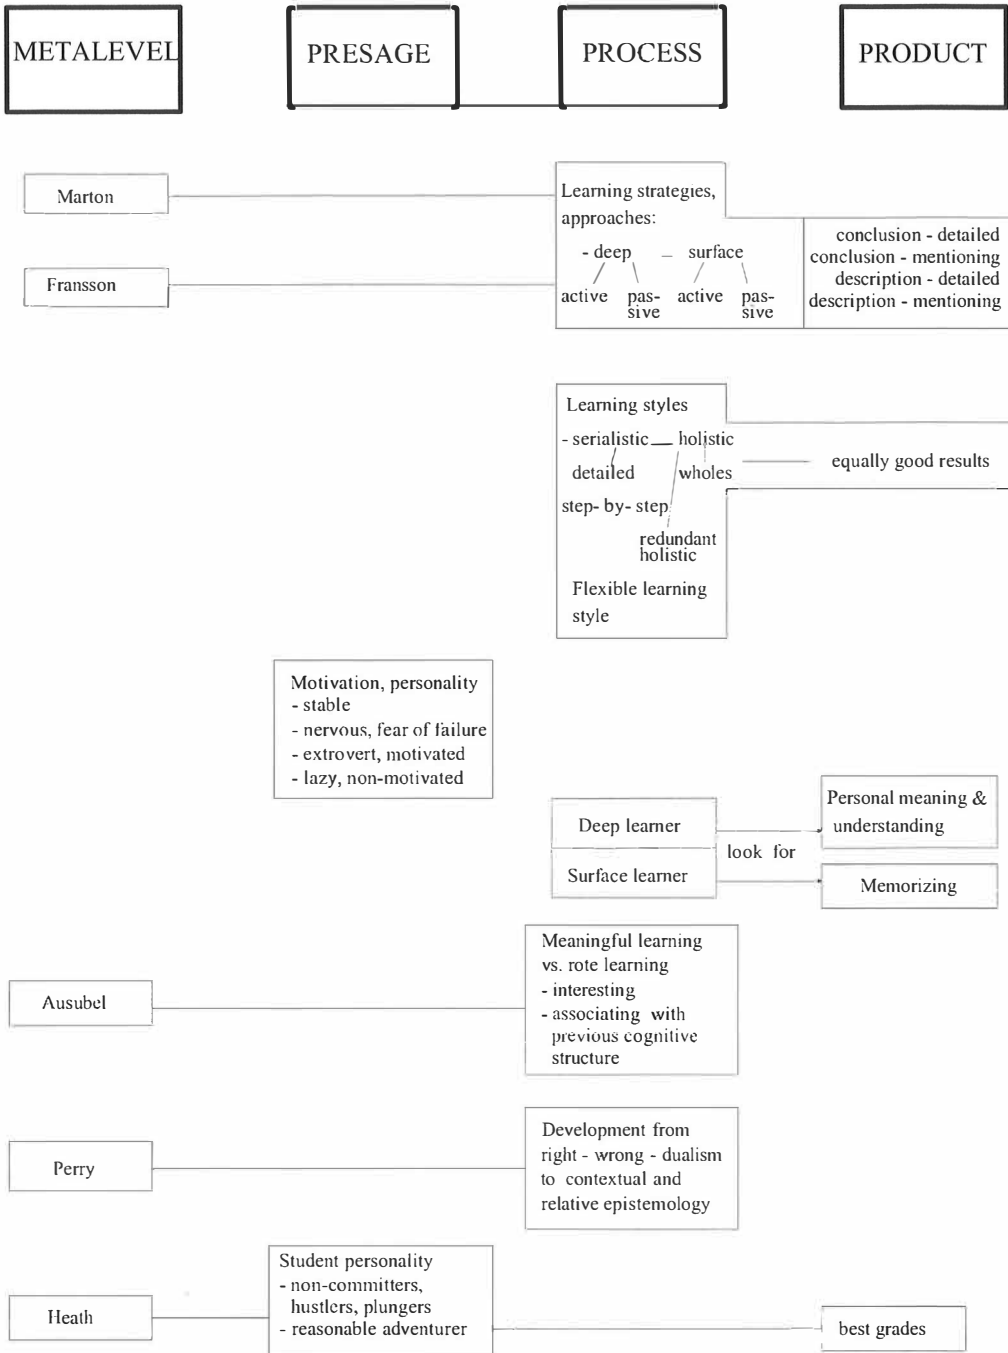 METALEVEL
PRESAGE
PROCESS
PRODUCT
Marton
Fransson
Learning strategies,
approaches:
- deep – surface
active pas- active pas-
sive sive
conclusion - detailed
conclusion - mentioning
description - detailed
description - mentioning
Learning styles
- serialistic — holistic
detailed wholes
step- by- step
redundant
holistic
Flexible learning
style
equally good results
Motivation, personality
- stable
- nervous, fear of failure
- extrovert, motivated
- lazy, non-motivated
Deep learner
Surface learner
look for
Personal meaning &
understanding
Memorizing
Ausubel
Meaningful learning
vs. rote learning
- interesting
- associating with
previous cognitive
structure
Perry
Development from
right - wrong - dualism
to contextual and
relative epistemology
Heath
Student personality
- non-committers,
hustlers, plungers
- reasonable adventurer
best grades